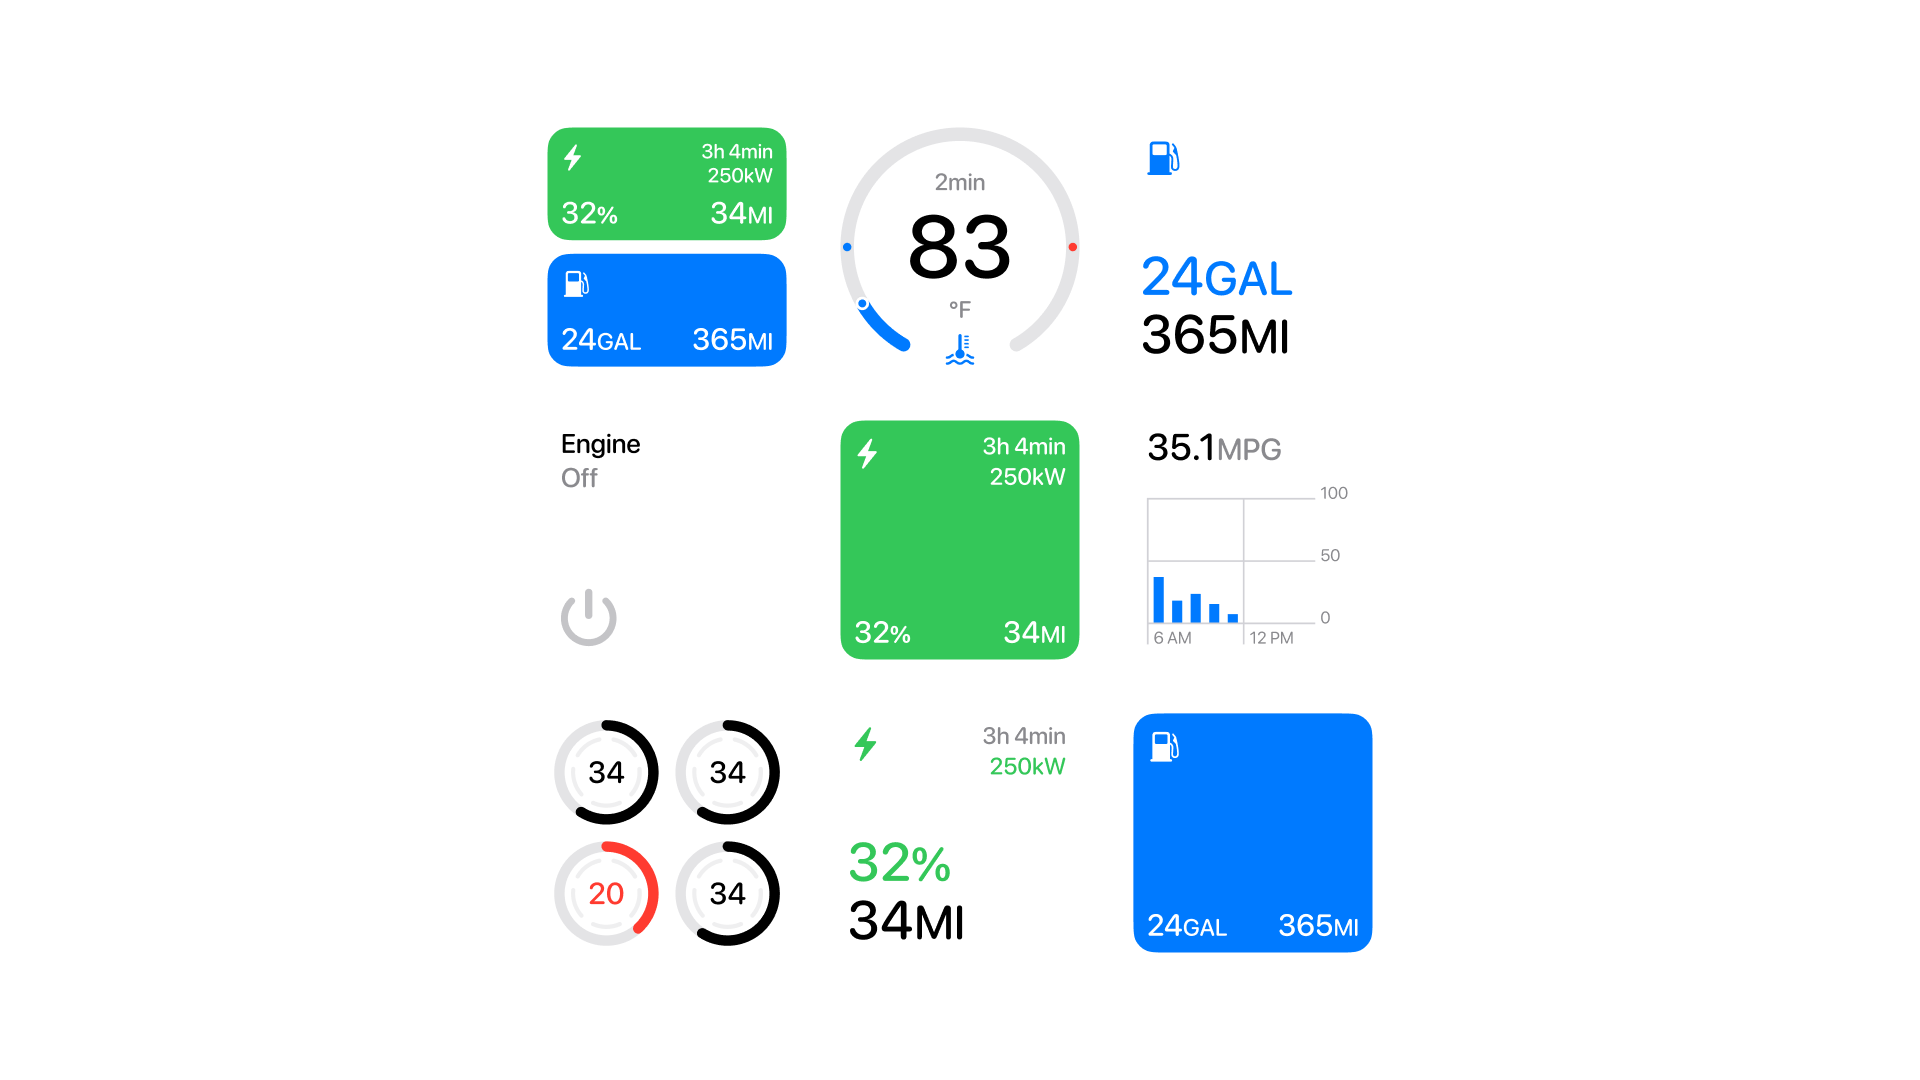 3h 4min
250kW
32% 34MI
24GAL 365MI
2min
83
°F
24GAL
365MI
Engine
Off
3h 4min
250kW
32% 34MI
35.1MPG
100
50
0
6 AM 12 PM
34 34
20 34
3h 4min
250kW
32%
34MI
24GAL 365MI